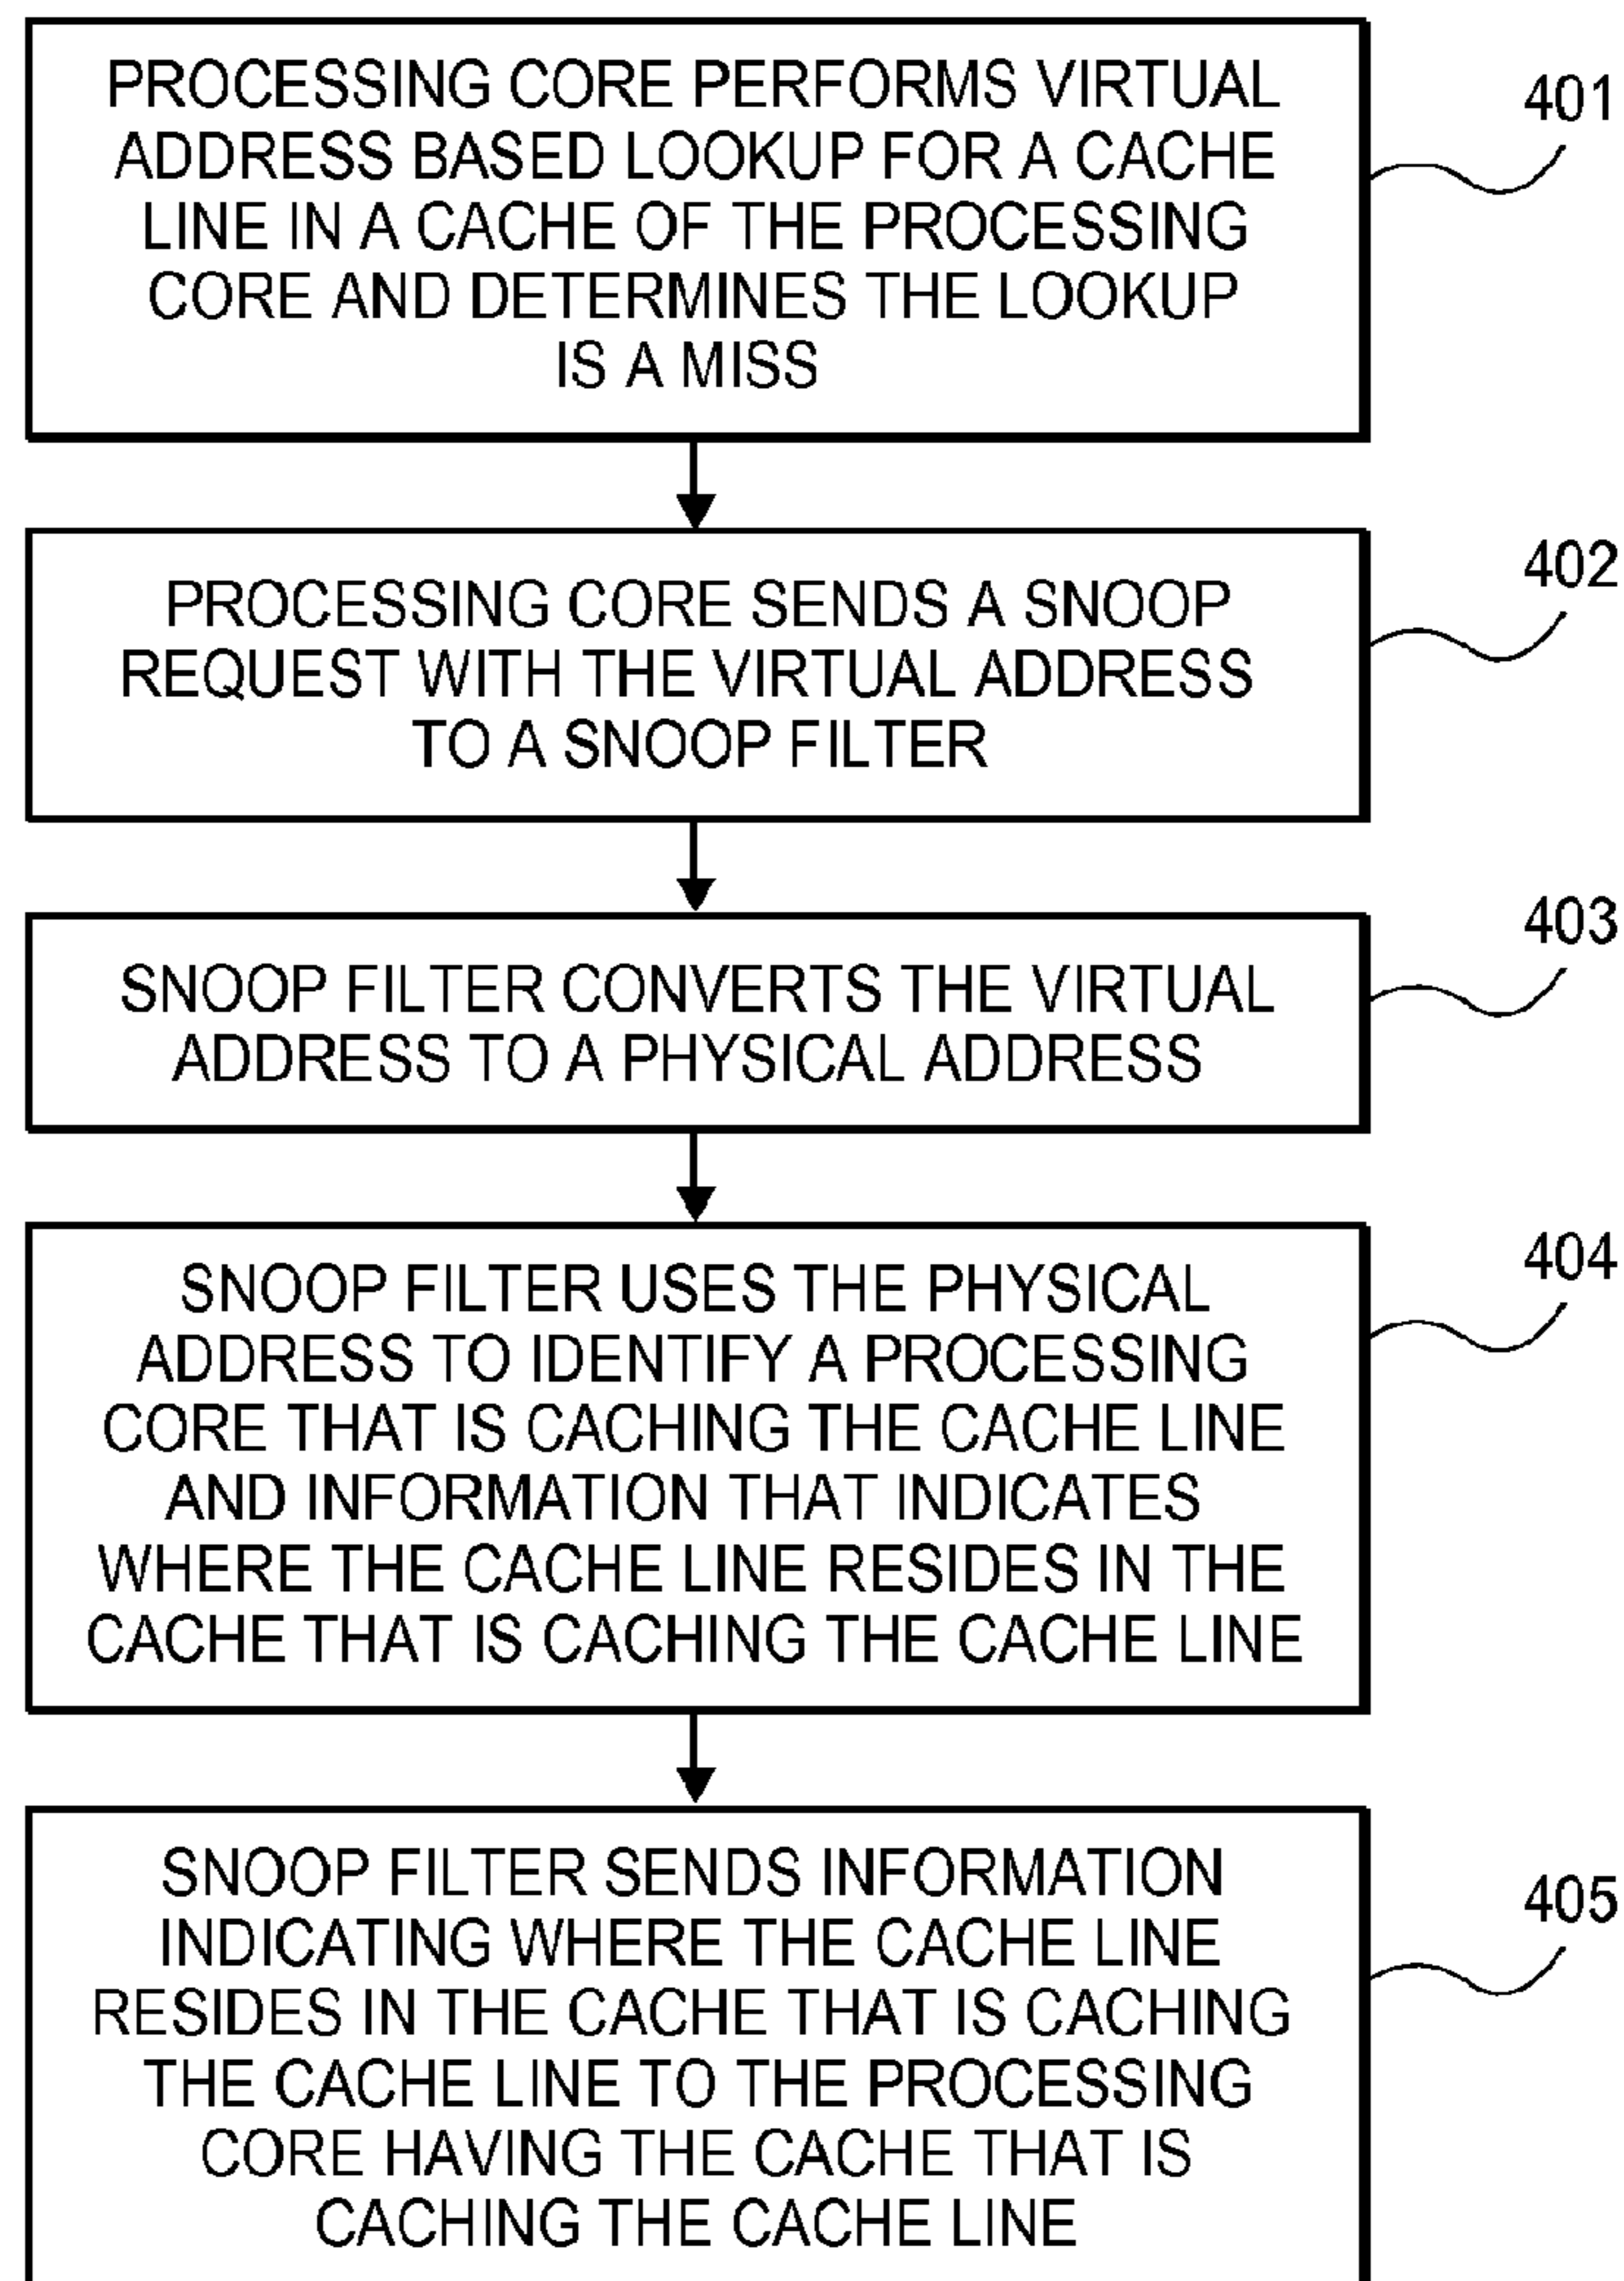 PROCESSING CORE PERFORMS VIRTUAL
ADDRESS BASED LOOKUP FOR A CACHE
LINE IN A CACHE OF THE PROCESSING
CORE AND DETERMINES THE LOOKUP
IS A MISS
401
PROCESSING CORE SENDS A SNOOP
REQUEST WITH THE VIRTUAL ADDRESS
TO A SNOOP FILTER
402
SNOOP FILTER CONVERTS THE VIRTUAL
ADDRESS TO A PHYSICAL ADDRESS
403
SNOOP FILTER USES THE PHYSICAL
ADDRESS TO IDENTIFY A PROCESSING
CORE THAT IS CACHING THE CACHE LINE
AND INFORMATION THAT INDICATES
WHERE THE CACHE LINE RESIDES IN THE
CACHE THAT IS CACHING THE CACHE LINE
404
SNOOP FILTER SENDS INFORMATION
INDICATING WHERE THE CACHE LINE
RESIDES IN THE CACHE THAT IS CACHING
THE CACHE LINE TO THE PROCESSING
CORE HAVING THE CACHE THAT IS
CACHING THE CACHE LINE
405